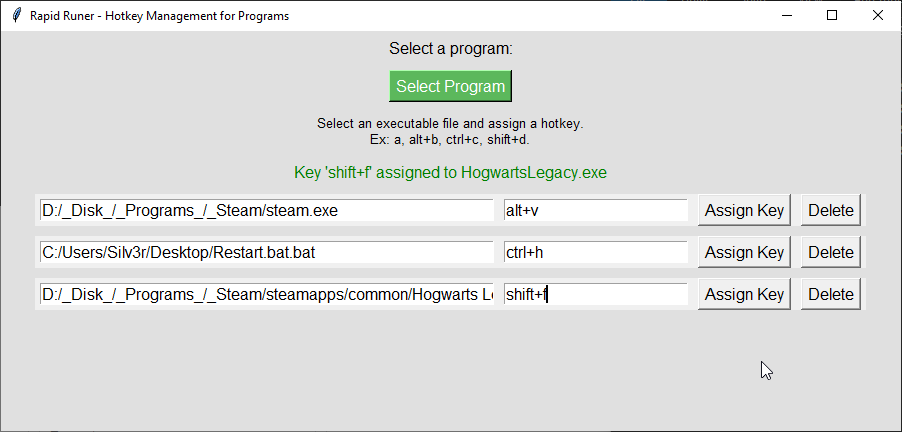 Rapid Runer - Hotkey Management for Programs
Select a program:
Select Program
Select an executable file and assign a hotkey.
Ex: a, alt+b, ctrl+c, shift+d.
Key 'shift+f' assigned to HogwartsLegacy.exe
D:/_Disk_/_Programs_/_Steam/steam.exe alt+v Assign Key Delete
C:/Users/Silv3r/Desktop/Restart.bat.bat ctrl+h Assign Key Delete
D:/_Disk_/_Programs_/_Steam/steamapps/common/Hogwarts Le shift+f Assign Key Delete